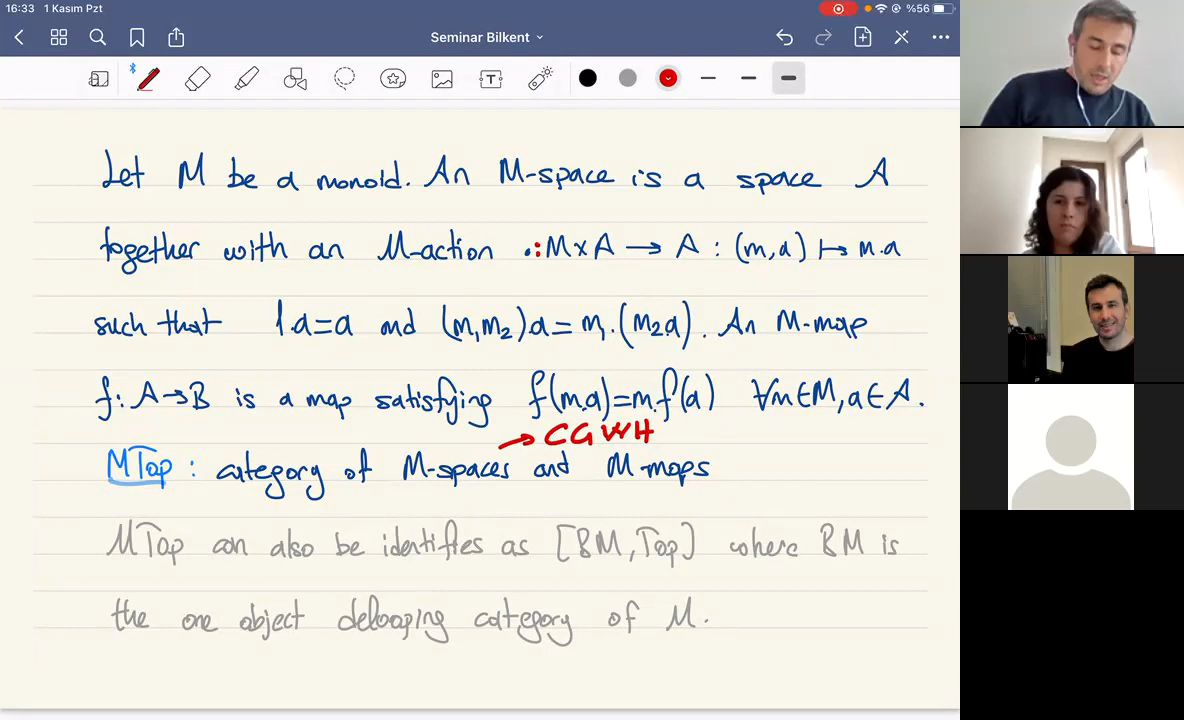 16:33 1 Kasım Pzt %56
Seminar Bilkent
Let M be a monoid. An M-space is a space A
together with an M-action .: M x A → A : (m,a) ↦ m.a
such that 1.a=a and (m₁m₂).a = m₁.(m₂.a). An M-map
f: A→B is a map satisfying f(m.a)=m.f(a) ∀m∈M, a∈A.
→ CGWH
MTop : category of M-spaces and M-maps
MTop can also be identifies as [BM,Top] where BM is
the one object delooping category of M.